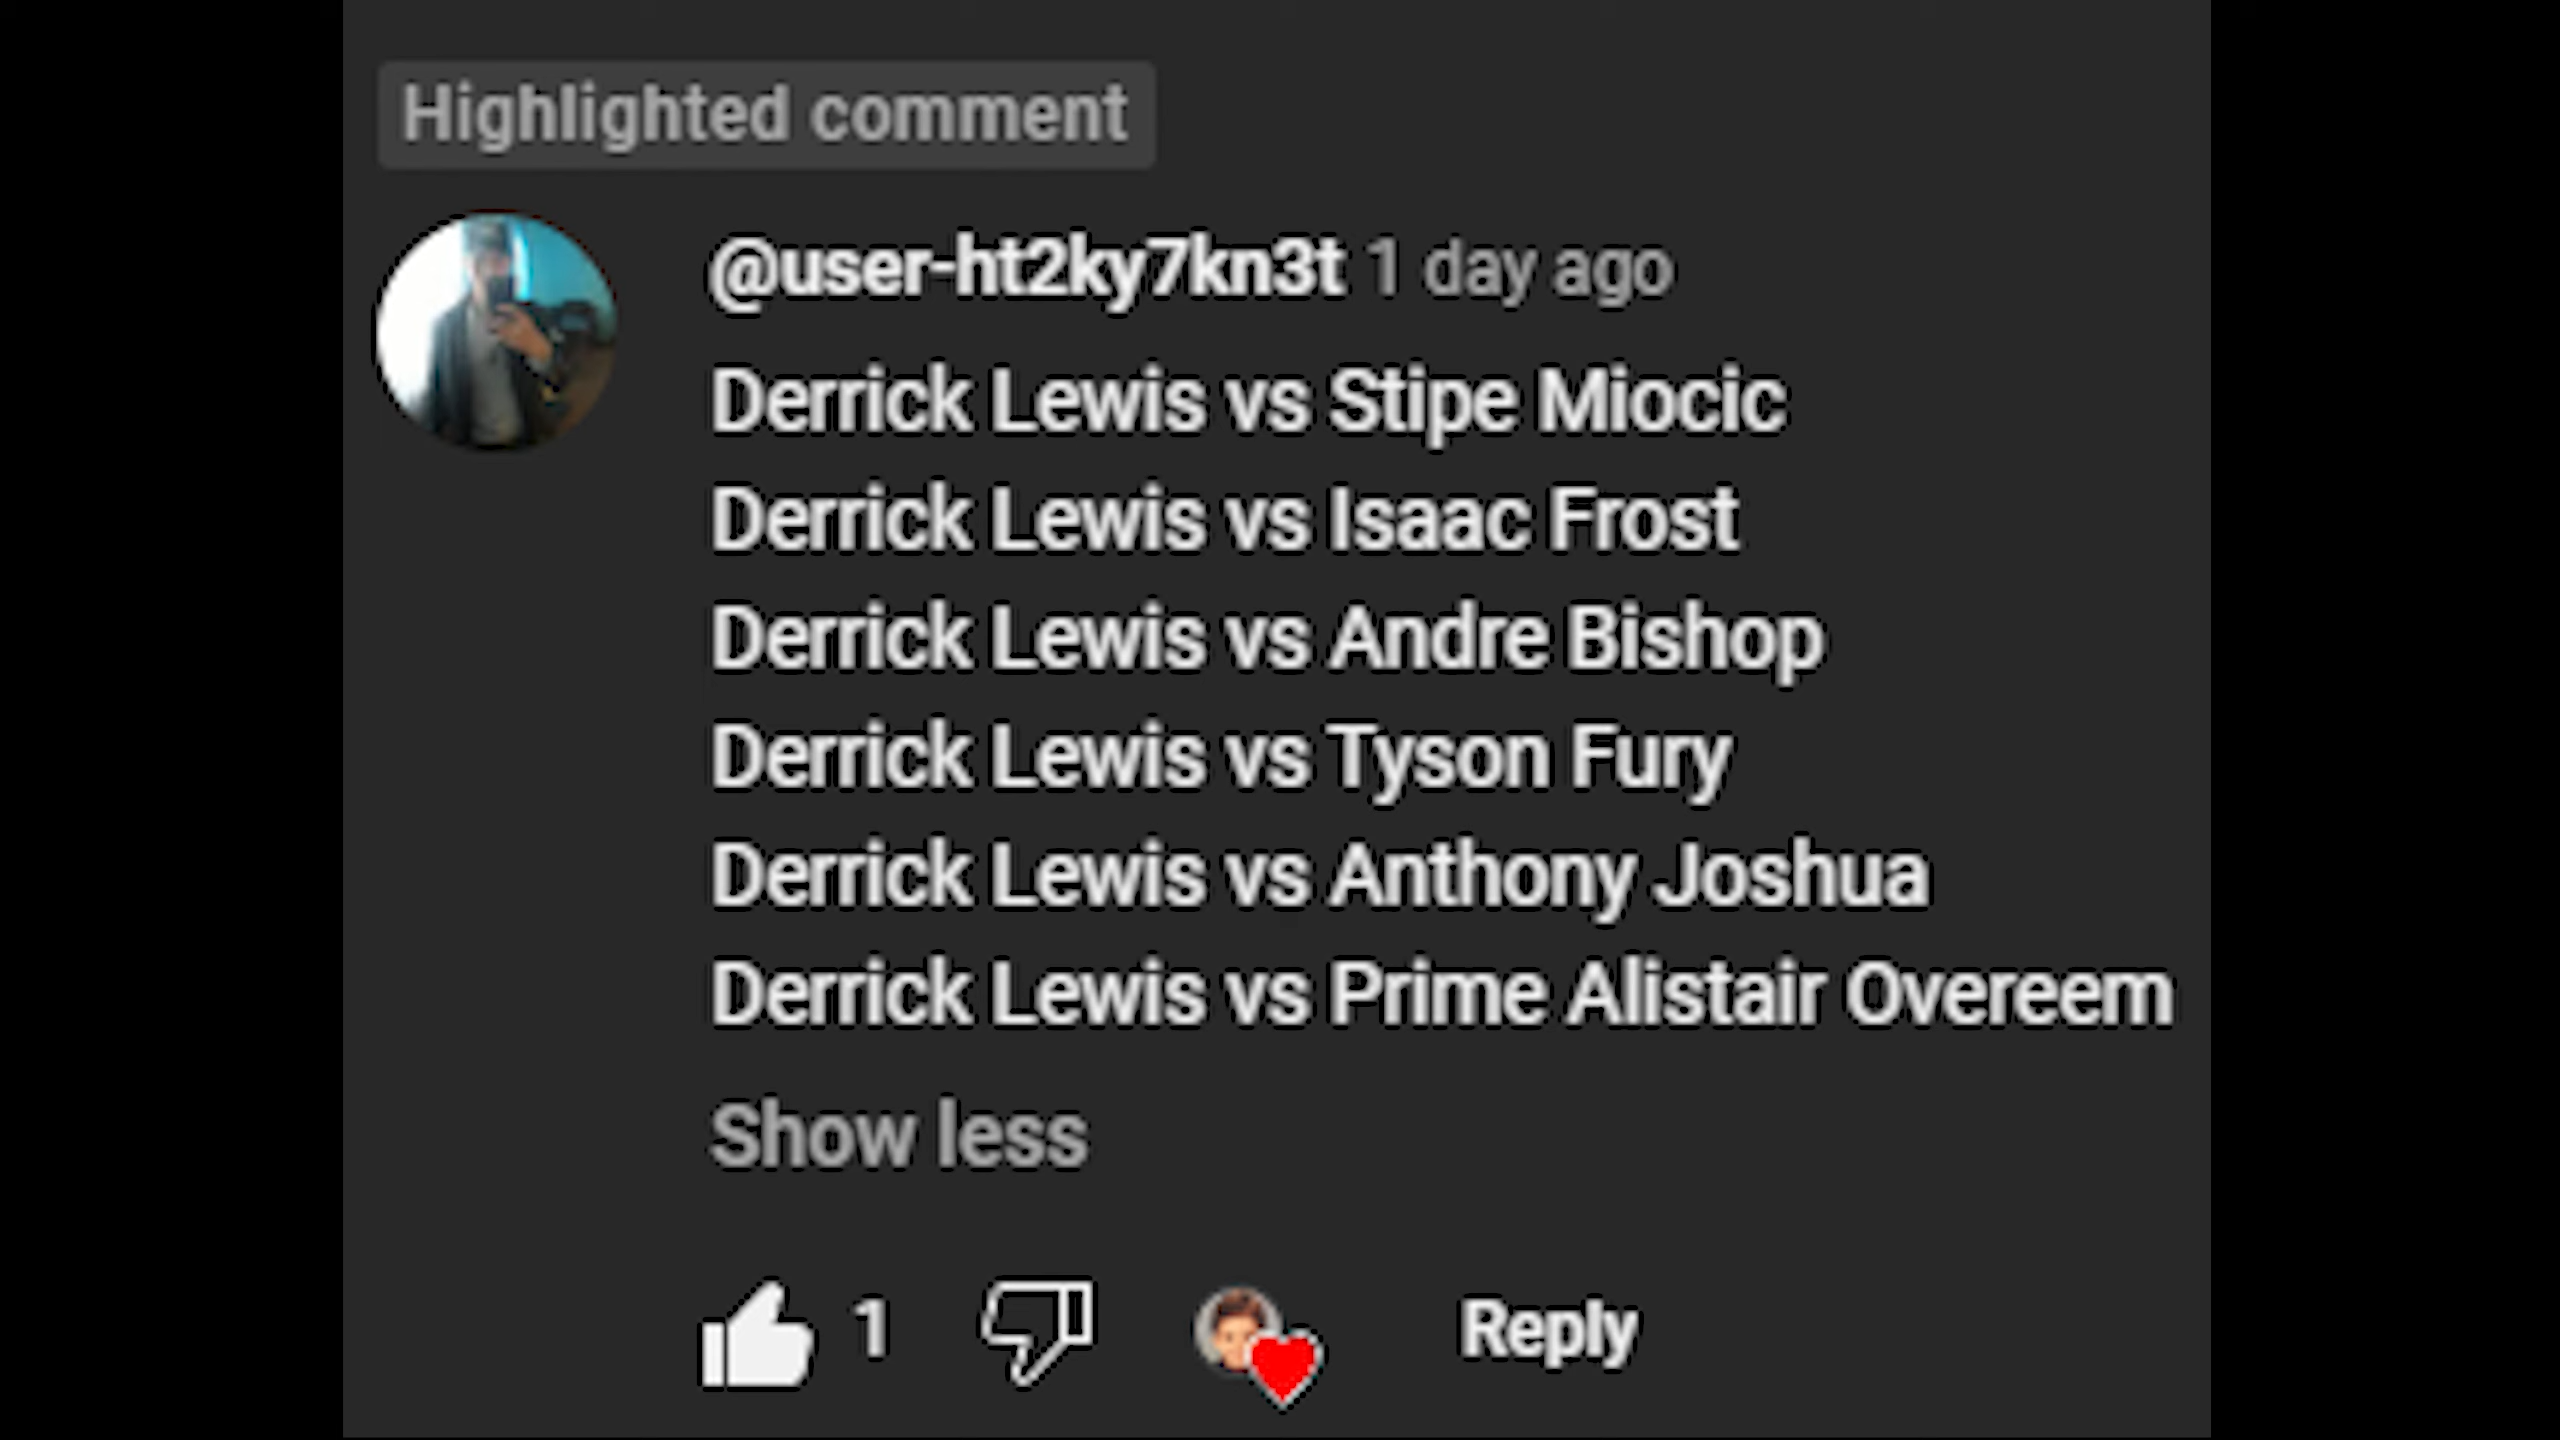 Highlighted comment
@user-ht2ky7kn3t 1 day ago
Derrick Lewis vs Stipe Miocic
Derrick Lewis vs Isaac Frost
Derrick Lewis vs Andre Bishop
Derrick Lewis vs Tyson Fury
Derrick Lewis vs Anthony Joshua
Derrick Lewis vs Prime Alistair Overeem
Show less
1 Reply